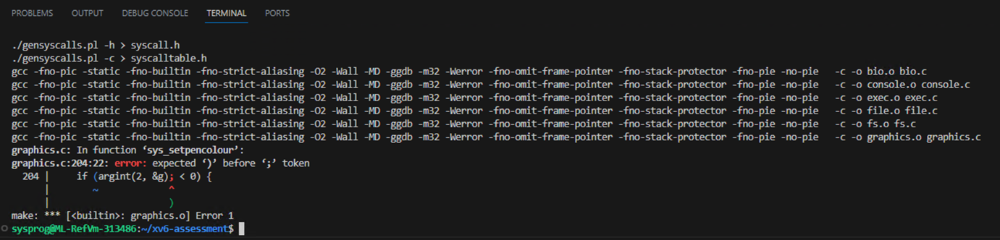 PROBLEMS OUTPUT DEBUG CONSOLE TERMINAL PORTS
./gensyscalls.pl -h > syscall.h
./gensyscalls.pl -c > syscalltable.h
gcc -fno-pic -static -fno-builtin -fno-strict-aliasing -O2 -Wall -MD -ggdb -m32 -Werror -fno-omit-frame-pointer -fno-stack-protector -fno-pie -no-pie   -c -o bio.o bio.c
gcc -fno-pic -static -fno-builtin -fno-strict-aliasing -O2 -Wall -MD -ggdb -m32 -Werror -fno-omit-frame-pointer -fno-stack-protector -fno-pie -no-pie   -c -o console.o console.c
gcc -fno-pic -static -fno-builtin -fno-strict-aliasing -O2 -Wall -MD -ggdb -m32 -Werror -fno-omit-frame-pointer -fno-stack-protector -fno-pie -no-pie   -c -o exec.o exec.c
gcc -fno-pic -static -fno-builtin -fno-strict-aliasing -O2 -Wall -MD -ggdb -m32 -Werror -fno-omit-frame-pointer -fno-stack-protector -fno-pie -no-pie   -c -o file.o file.c
gcc -fno-pic -static -fno-builtin -fno-strict-aliasing -O2 -Wall -MD -ggdb -m32 -Werror -fno-omit-frame-pointer -fno-stack-protector -fno-pie -no-pie   -c -o fs.o fs.c
gcc -fno-pic -static -fno-builtin -fno-strict-aliasing -O2 -Wall -MD -ggdb -m32 -Werror -fno-omit-frame-pointer -fno-stack-protector -fno-pie -no-pie   -c -o graphics.o graphics.c
graphics.c: In function ‘sys_setpencolour’:
graphics.c:204:22: error: expected ‘)’ before ‘;’ token
  204 |     if (argint(2, &g); < 0) {
      |        ~             ^
      |                      )
make: *** [<builtin>: graphics.o] Error 1
sysprog@ML-RefVm-313486:~/xv6-assessment$